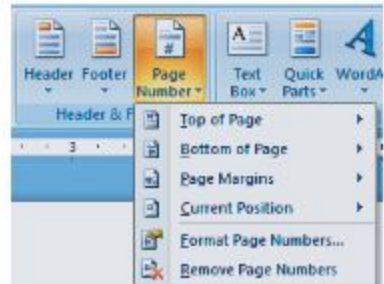 Header Footer Page Number Text Box Quick Parts WordA
Header & F
3
Top of Page
Bottom of Page
Page Margins
Current Position
Format Page Numbers...
Remove Page Numbers